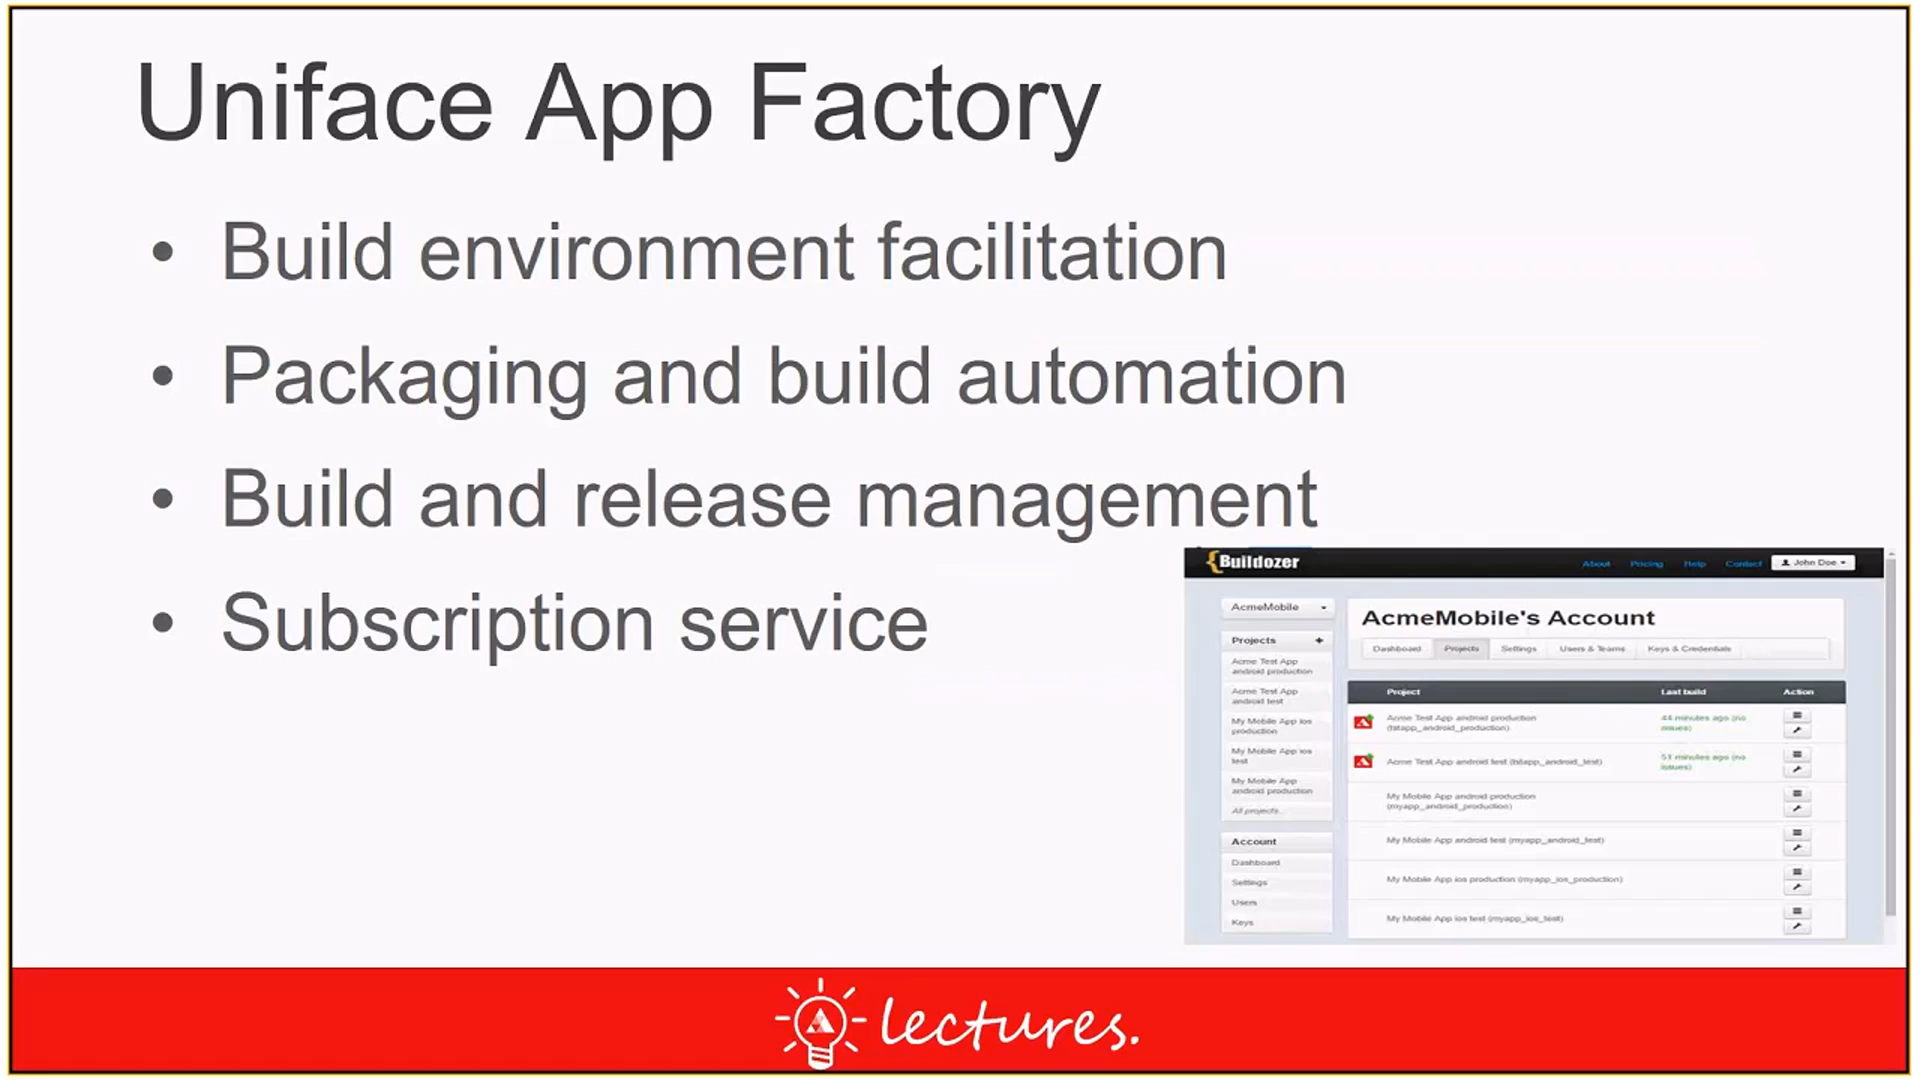 Uniface App Factory
• Build environment facilitation
• Packaging and build automation
• Build and release management
• Subscription service
{Buildozer
About Pricing Help Contact John Doe
AcmeMobile
Projects +
Acme Test App
android production
Acme Test App
android test
My Mobile App ios
production
My Mobile App ios
test
My Mobile App
android production
All projects...
Account
Dashboard
Settings
Users
Keys
AcmeMobile's Account
Dashboard Projects Settings Users & Teams Keys & Credentials
Project Last build Action
Acme Test App android production 44 minutes ago (no
(tstapp_android_production) issues)
Acme Test App android test (tstapp_android_test) 51 minutes ago (no
issues)
My Mobile App android production
(myapp_android_production)
My Mobile App android test (myapp_android_test)
My Mobile App ios production (myapp_ios_production)
My Mobile App ios test (myapp_ios_test)
lectures.